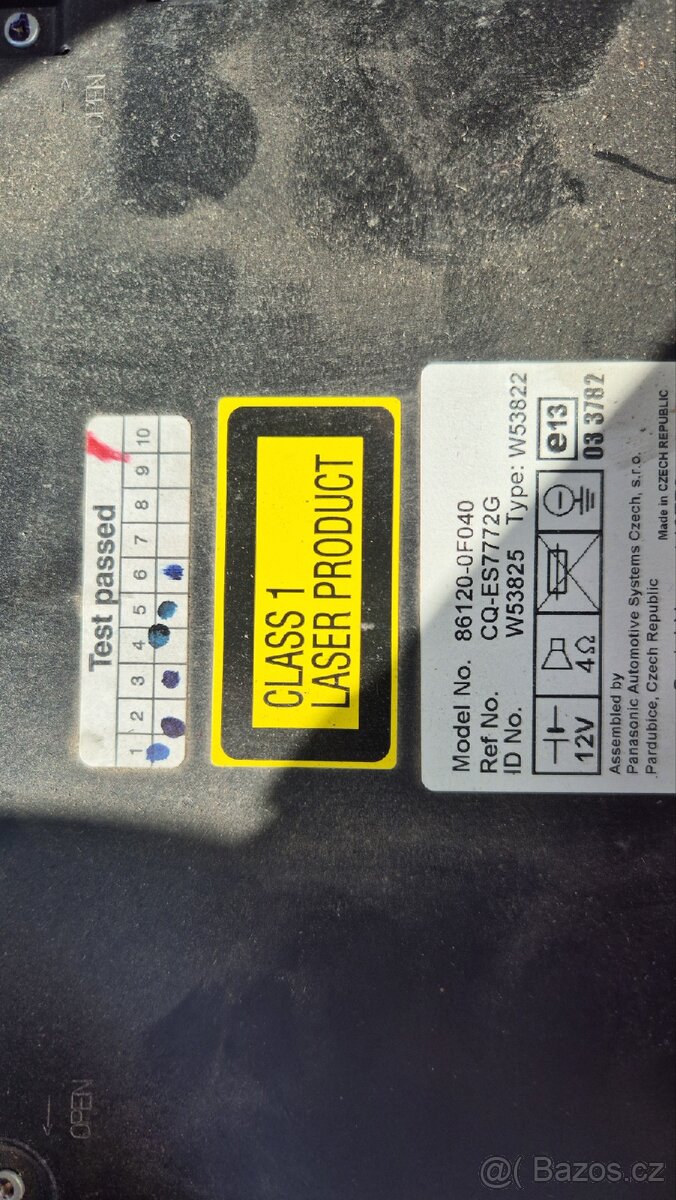 OPEN
Test passed
1 2 3 4 5 6 7 8 9 10
CLASS 1
LASER PRODUCT
Model No. 86120-0F040
Ref No. CQ-ES7772G
ID No. W53825 Type: W53822
12V 4Ω e13
03 3782
Assembled by
Panasonic Automotive Systems Czech, s.r.o.
Pardubice, Czech Republic
Made in CZECH REPUBLIC
OPEN
@( Bazos.cz